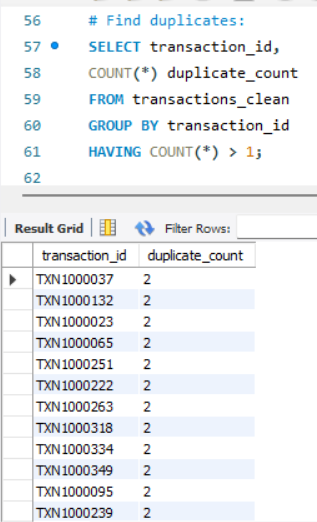 56 # Find duplicates:
57 SELECT transaction_id,
58 COUNT(*) duplicate_count
59 FROM transactions_clean
60 GROUP BY transaction_id
61 HAVING COUNT(*) > 1;
62
Result Grid Filter Rows:
transaction_id duplicate_count
TXN1000037 2
TXN1000132 2
TXN1000023 2
TXN1000065 2
TXN1000251 2
TXN1000222 2
TXN1000263 2
TXN1000318 2
TXN1000334 2
TXN1000349 2
TXN1000095 2
TXN1000239 2